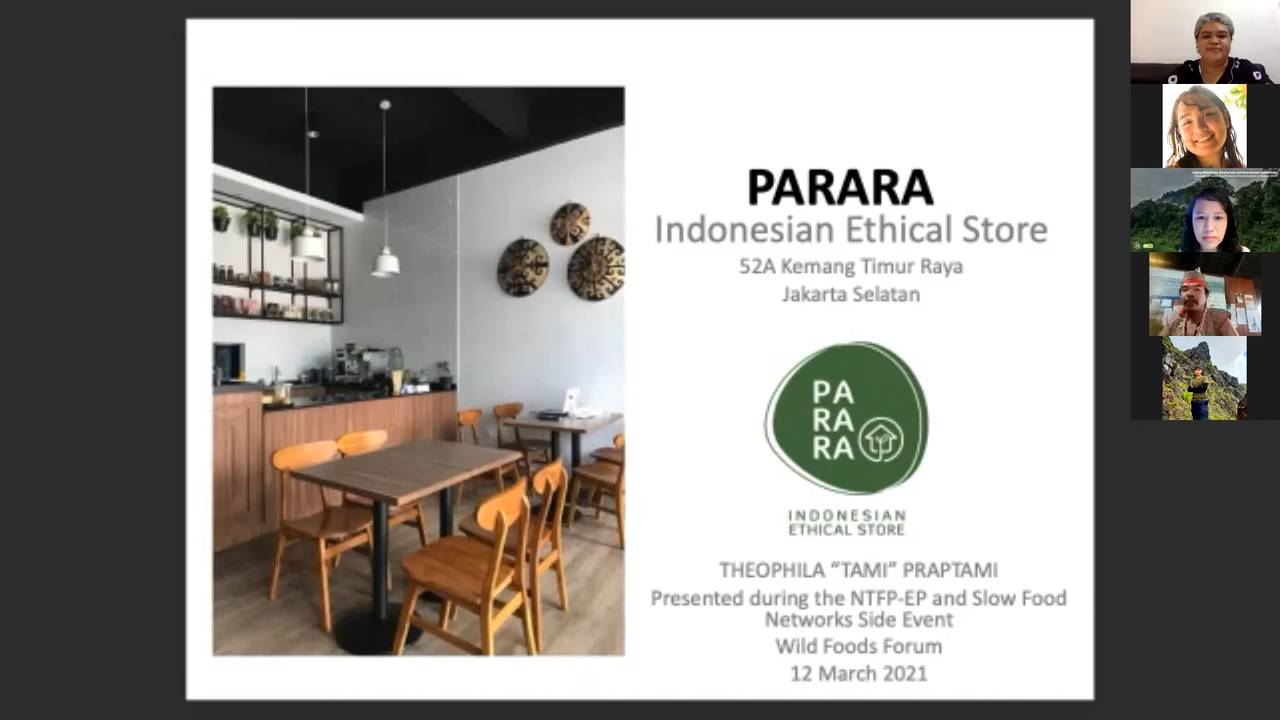 PARARA
Indonesian Ethical Store
52A Kemang Timur Raya
Jakarta Selatan
PA
RA
RA
INDONESIAN
ETHICAL STORE
THEOPHILA “TAMI” PRAPTAMI
Presented during the NTFP-EP and Slow Food
Networks Side Event
Wild Foods Forum
12 March 2021